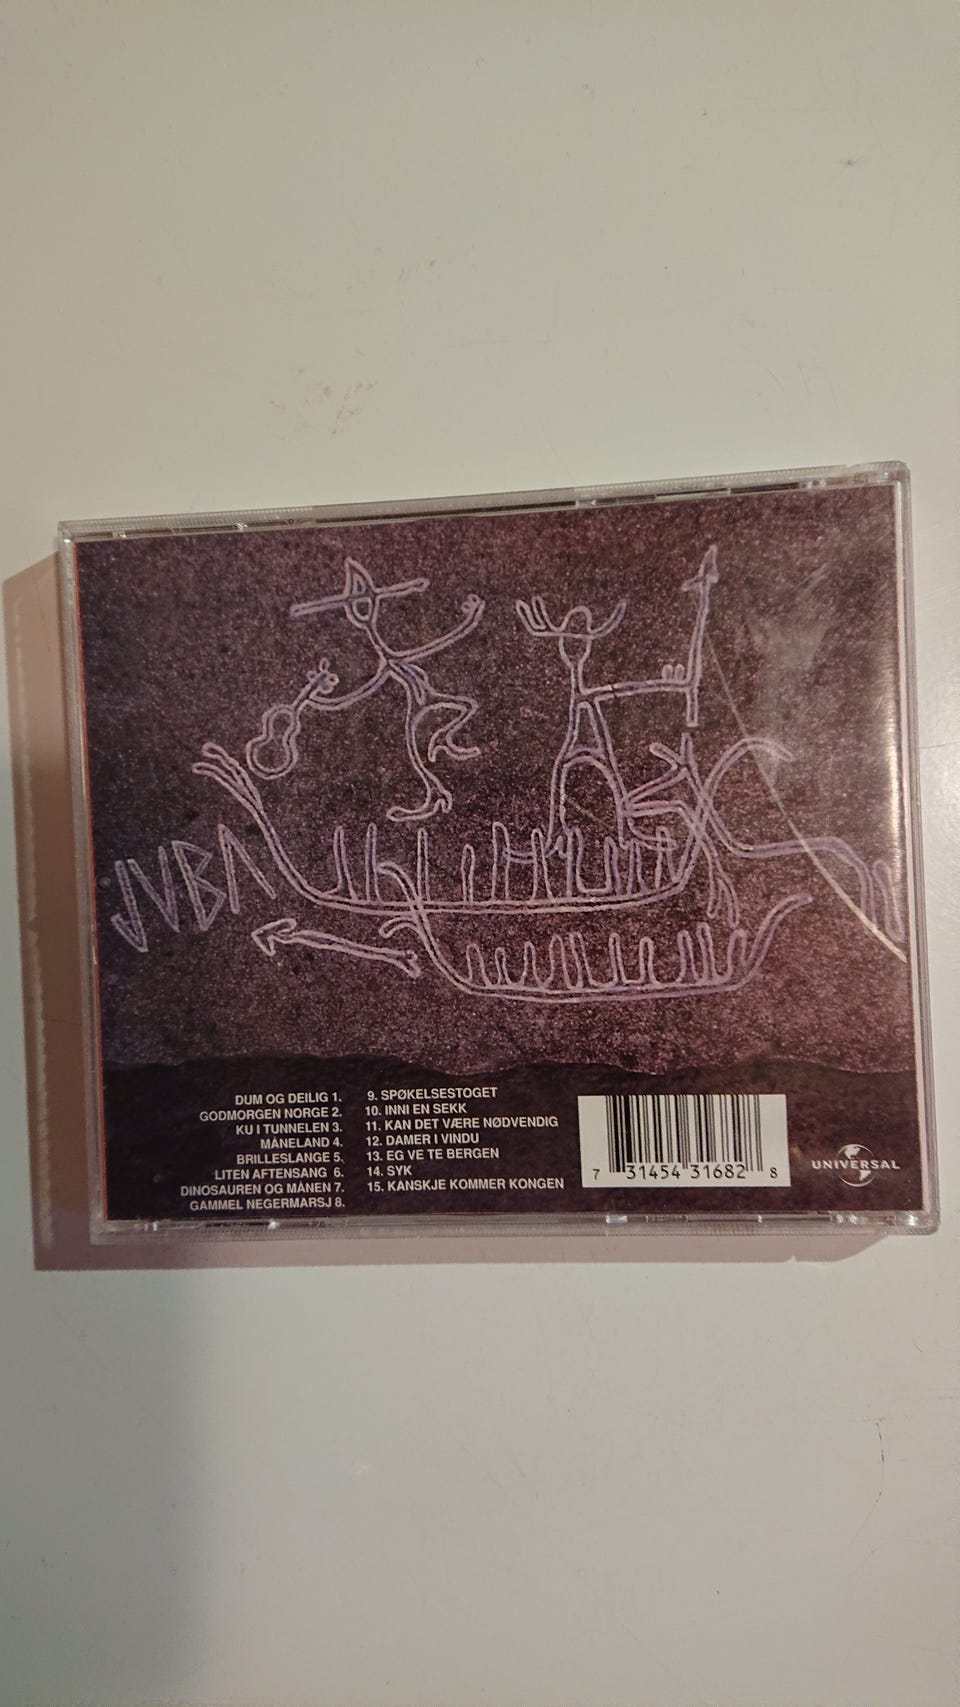 JVBA
DUM OG DEILIG 1.
GODMORGEN NORGE 2.
KU I TUNNELEN 3.
MÅNELAND 4.
BRILLESLANGE 5.
LITEN AFTENSANG 6.
DINOSAUREN OG MÅNEN 7.
GAMMEL NEGERMARSJ 8.
9. SPØKELSESTOGET
10. INNI EN SEKK
11. KAN DET VÆRE NØDVENDIG
12. DAMER I VINDU
13. EG VE TE BERGEN
14. SYK
15. KANSKJE KOMMER KONGEN
7 31454 31682 8
UNIVERSAL